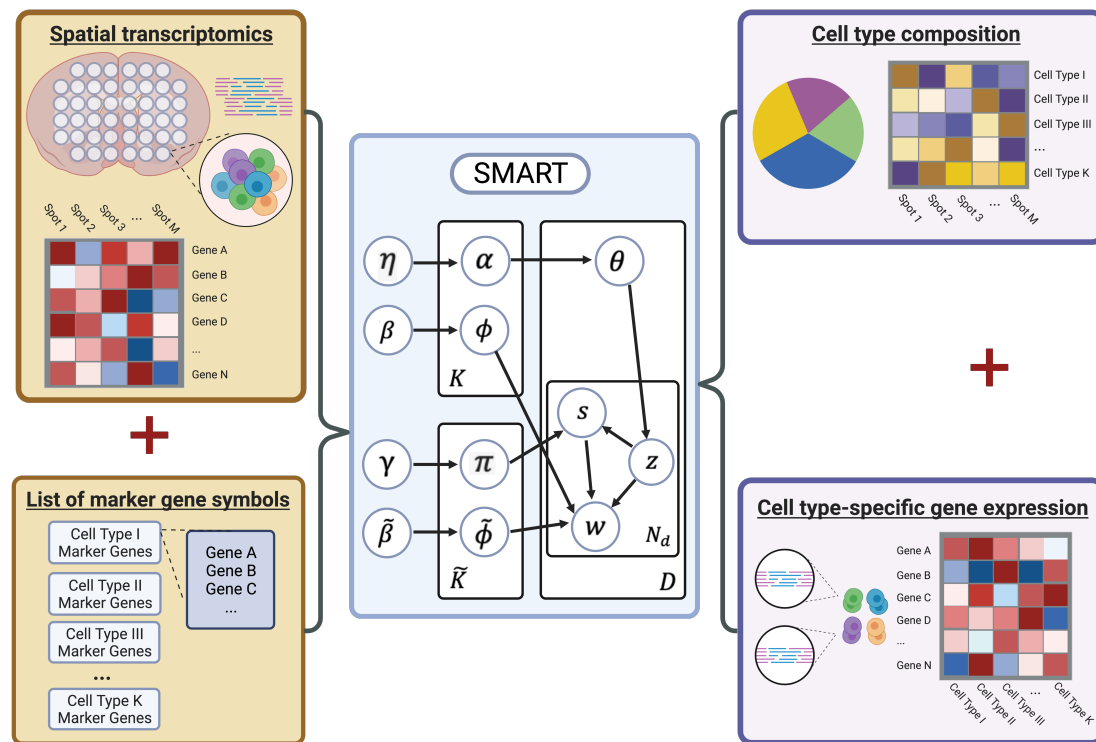 Spatial transcriptomics
Spot 1
Spot 2
Spot 3
...
Spot M
Gene A
Gene B
Gene C
Gene D
...
Gene N
List of marker gene symbols
Cell Type I
Marker Genes
Cell Type II
Marker Genes
Cell Type III
Marker Genes
...
Cell Type K
Marker Genes
Gene A
Gene B
Gene C
...
SMART
η
α
θ
β
ϕ
K
s
γ
π
z
β̃
ϕ̃
w
K̃
N_d
D
Cell type composition
Cell Type I
Cell Type II
Cell Type III
...
Cell Type K
Spot 1
Spot 2
Spot 3
...
Spot M
Cell type-specific gene expression
Gene A
Gene B
Gene C
Gene D
...
Gene N
Cell Type I
Cell Type II
Cell Type III
...
Cell Type K